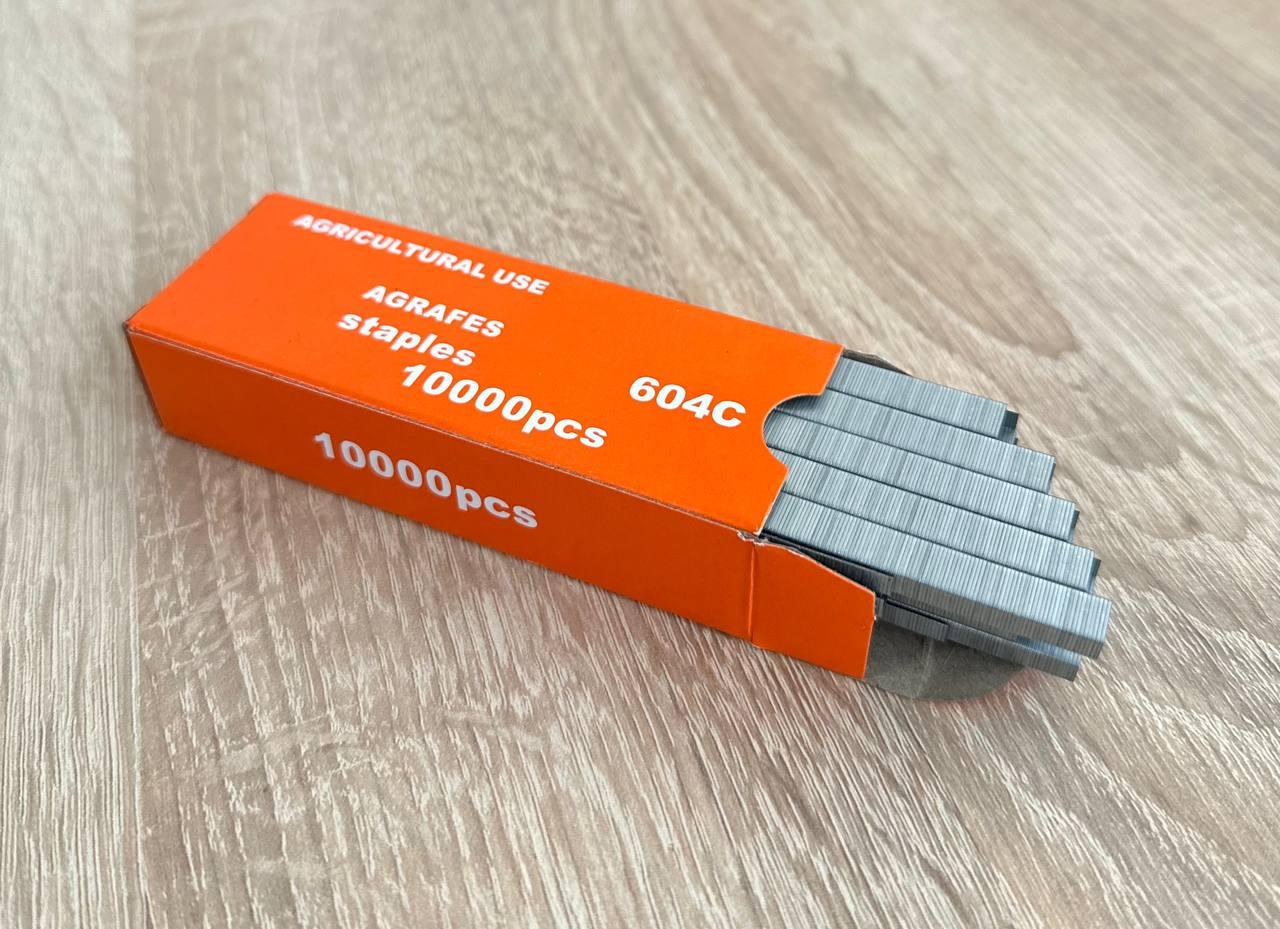 AGRICULTURAL USE
AGRAFES
staples
10000pcs
604C
10000pcs